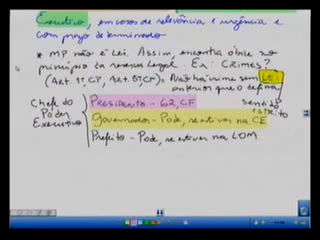 Executivo, em casos de relevância e urgência e
com prazo determinado
* MP não é Lei. Assim, encontra óbice no
princípio da reserva legal. Ex: Crimes?
(Art. 1º CP, Art. 5º CF) = Não há crime sem LEI
anterior que o defina
sentido
estrito
Chefe do
Poder
Executivo
Presidente - 62, CF
Governador - Pode, se estiver na CE
Prefeito - Pode, se estiver na LOM